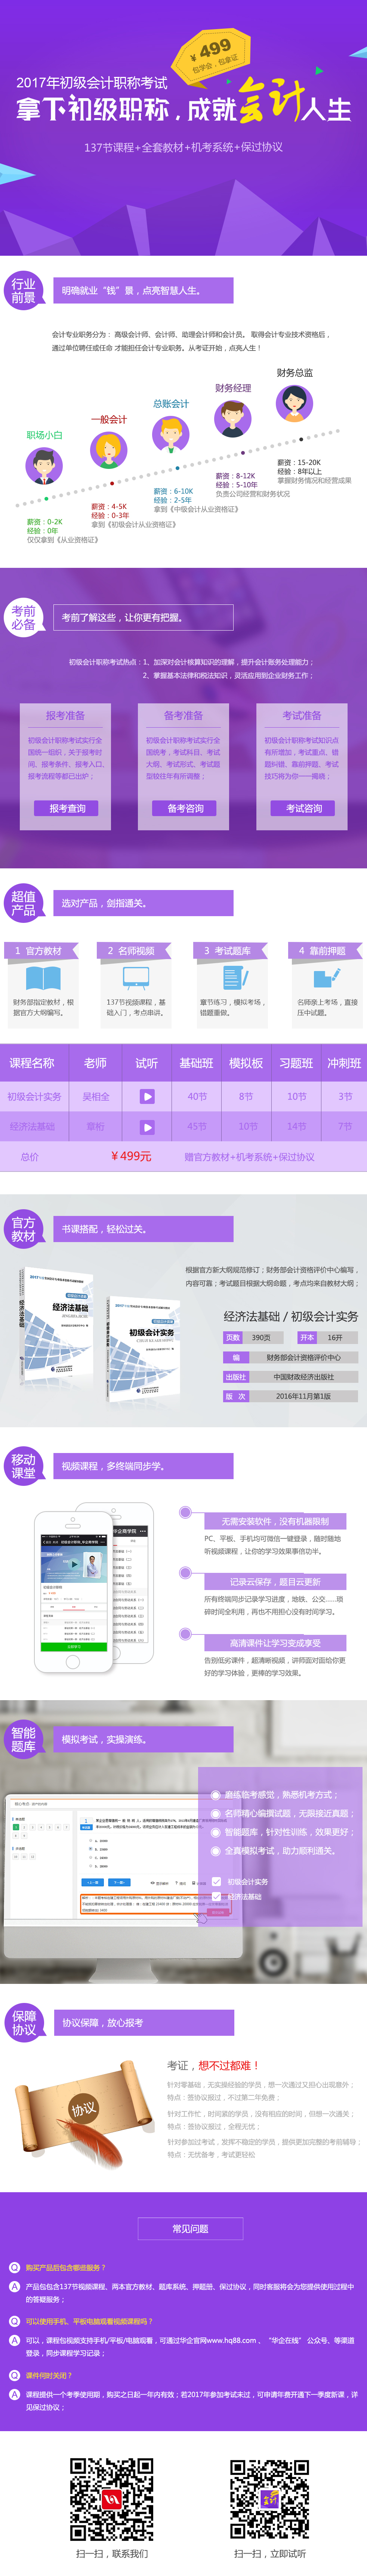 ¥499
包学会，包拿证
2017年初级会计职称考试
拿下初级职称，成就会计人生
137节课程+全套教材+机考系统+保过协议
行业
前景
明确就业“钱”景，点亮智慧人生。
会计专业职务分为： 高级会计师、会计师、助理会计师和会计员。 取得会计专业技术资格后，
通过单位聘任或任命 才能担任会计专业职务。从考证开始，点亮人生！
财务总监
财务经理
总账会计
一般会计
职场小白
薪资：15-20K
经验：8年以上
掌握财务情况和经营成果
薪资：8-12K
经验：5-10年
负责公司经营和财务状况
薪资：6-10K
经验：2-5年
拿到《中级会计从业资格证》
薪资：4-5K
经验：0-3年
拿到《初级会计从业资格证》
薪资：0-2K
经验：0年
仅仅拿到《从业资格证》
考前
必备
考前了解这些，让你更有把握。
初级会计职称考试热点：1、加深对会计核算知识的理解，提升会计账务处理能力；
2、掌握基本法律和税法知识，灵活应用到企业财务工作；
报考准备
初级会计职称考试实行全
国统一组织，关于报考时
间、报考条件、报考入口、
报考流程等都已出炉；
报考查询
备考准备
初级会计职称考试实行全
国统考，考试科目、考试
大纲、考试形式、考试题
型较往年有所调整；
备考咨询
考试准备
初级会计职称考试知识点
有所增加，考试重点、错
题纠错、靠前押题、考试
技巧将为你一一揭晓；
考试咨询
超值
产品
选对产品，剑指通关。
1 官方教材
财务部指定教材，根
据官方大纲编写。
2 名师视频
137节视频课程，基
础入门，考点串讲。
3 考试题库
章节练习，模拟考场，
错题重做。
4 靠前押题
名师亲上考场，直接
压中试题。
课程名称 老师 试听 基础班 模拟板 习题班 冲刺班
初级会计实务 吴相全 40节 8节 10节 3节
经济法基础 章桁 45节 10节 14节 7节
总价 ¥499元 赠官方教材+机考系统+保过协议
官方
教材
书课搭配，轻松过关。
根据官方新大纲规范修订；财务部会计资格评价中心编写，
内容可靠；考试题目根据大纲命题，考点均来自教材大纲；
经济法基础
初级会计实务
经济法基础 / 初级会计实务
页数 390页 开本 16开
编 财务部会计资格评价中心
出版社 中国财政经济出版社
版 次 2016年11月第1版
移动
课堂
视频课程，多终端同步学。
无需安装软件，没有机器限制
PC、平板、手机均可微信一键登录，随时随地
听视频课程，让你的学习效果事倍功半。
记录云保存，题目云更新
所有终端同步记录学习进度，地铁、公交......琐
碎时间全利用，再也不用担心没有时间学习。
高清课件让学习变成享受
告别低劣课件，超清晰视频，讲师面对面给你更
好的学习体验，更棒的学习效果。
智能
题库
模拟考试，实操演练。
磨练临考感觉，熟悉机考方式；
名师精心编撰试题，无限接近真题；
智能题库，针对性训练，效果更好；
全真模拟考试，助力顺利通关。
初级会计实务
经济法基础
保障
协议
协议保障，放心报考
协议
考证，想不过都难！
针对零基础，无实操经验的学员，想一次通过又担心出现意外；
特点：签协议报过，不过第二年免费；
针对工作忙，时间紧的学员，没有相应的时间，但想一次通关；
特点：签协议报过，全程无忧；
针对参加过考试，发挥不稳定的学员，提供更加完整的考前辅导；
特点：无忧备考，考试更轻松
常见问题
Q 购买产品后包含哪些服务？
A 产品包包含137节视频课程、两本官方教材、题库系统、押题册、保过协议，同时客服将会为您提供使用过程中
的答疑服务；
Q 可以使用手机、平板电脑观看视频课程吗？
A 可以，课程包视频支持手机/平板/电脑观看，可通过华企官网www.hq88.com，“华企在线” 公众号、等渠道
登录，同步课程学习记录；
Q 课件何时关闭？
A 课程提供一个考季使用期，购买之日起一年内有效；若2017年参加考试未过，可申请年费开通下一季度新课，详
见保过协议；
扫一扫，联系我们
扫一扫，立即试听